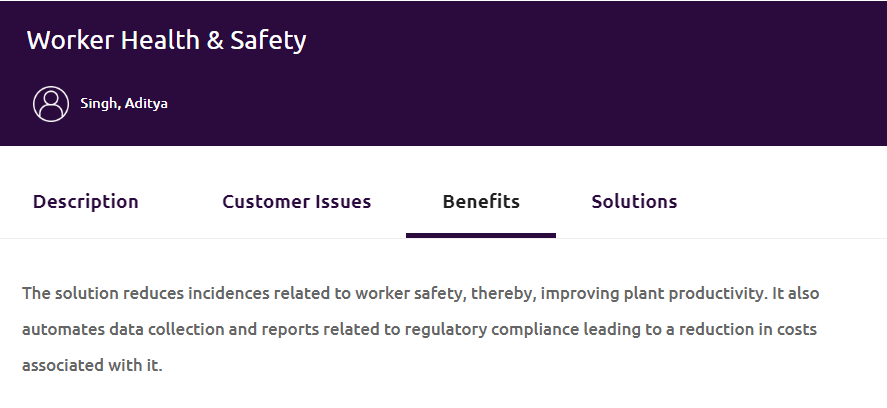 Worker Health & Safety
Singh, Aditya
Description Customer Issues Benefits Solutions
The solution reduces incidences related to worker safety, thereby, improving plant productivity. It also
automates data collection and reports related to regulatory compliance leading to a reduction in costs
associated with it.